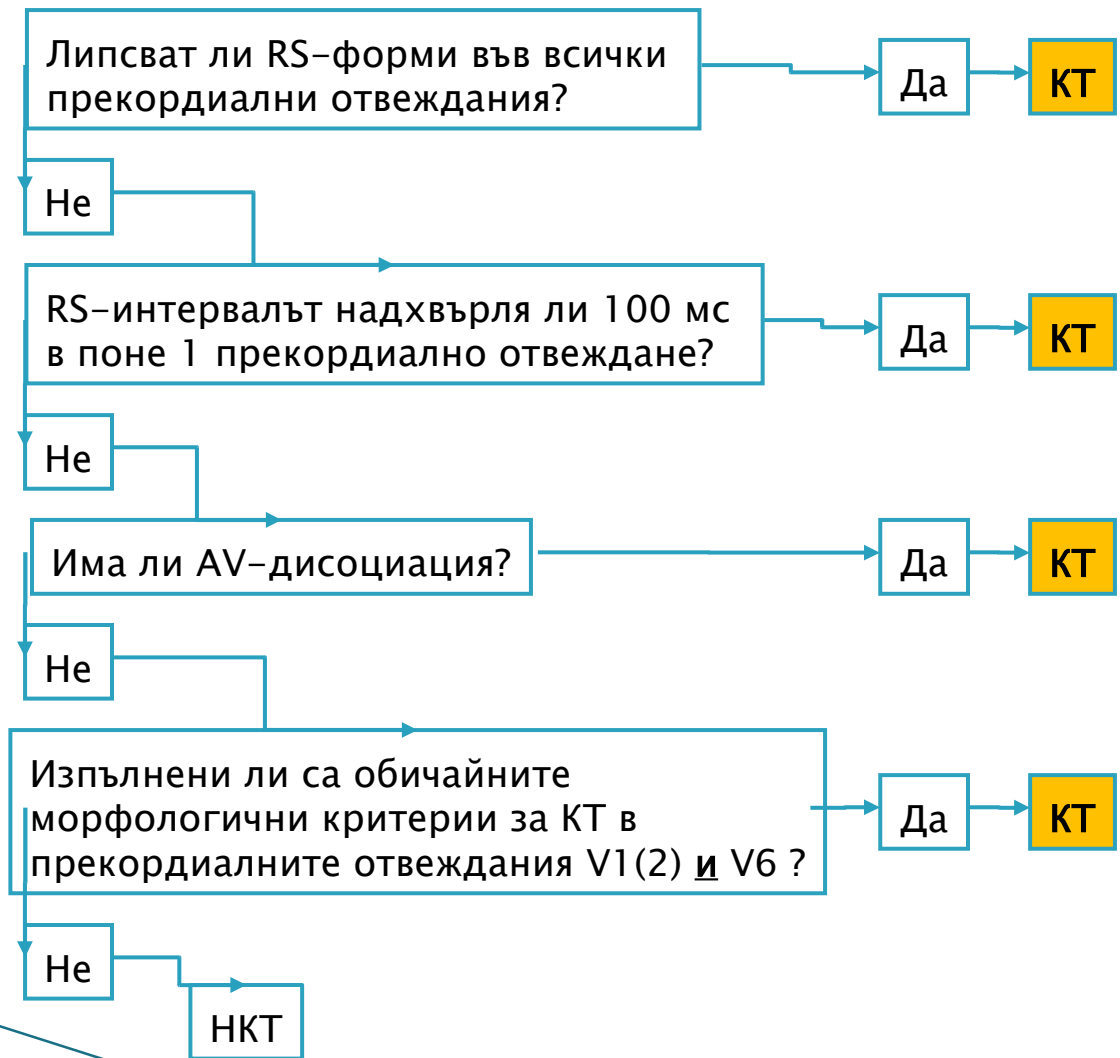 Липсват ли RS-форми във всички
прекордиални отвеждания?
Да
КТ
Не
RS-интервалът надхвърля ли 100 мс
в поне 1 прекордиално отвеждане?
Да
КТ
Не
Има ли AV-дисоциация?
Да
КТ
Не
Изпълнени ли са обичайните
морфологични критерии за КТ в
прекордиалните отвеждания V1(2) и V6 ?
Да
КТ
Не
НКТ